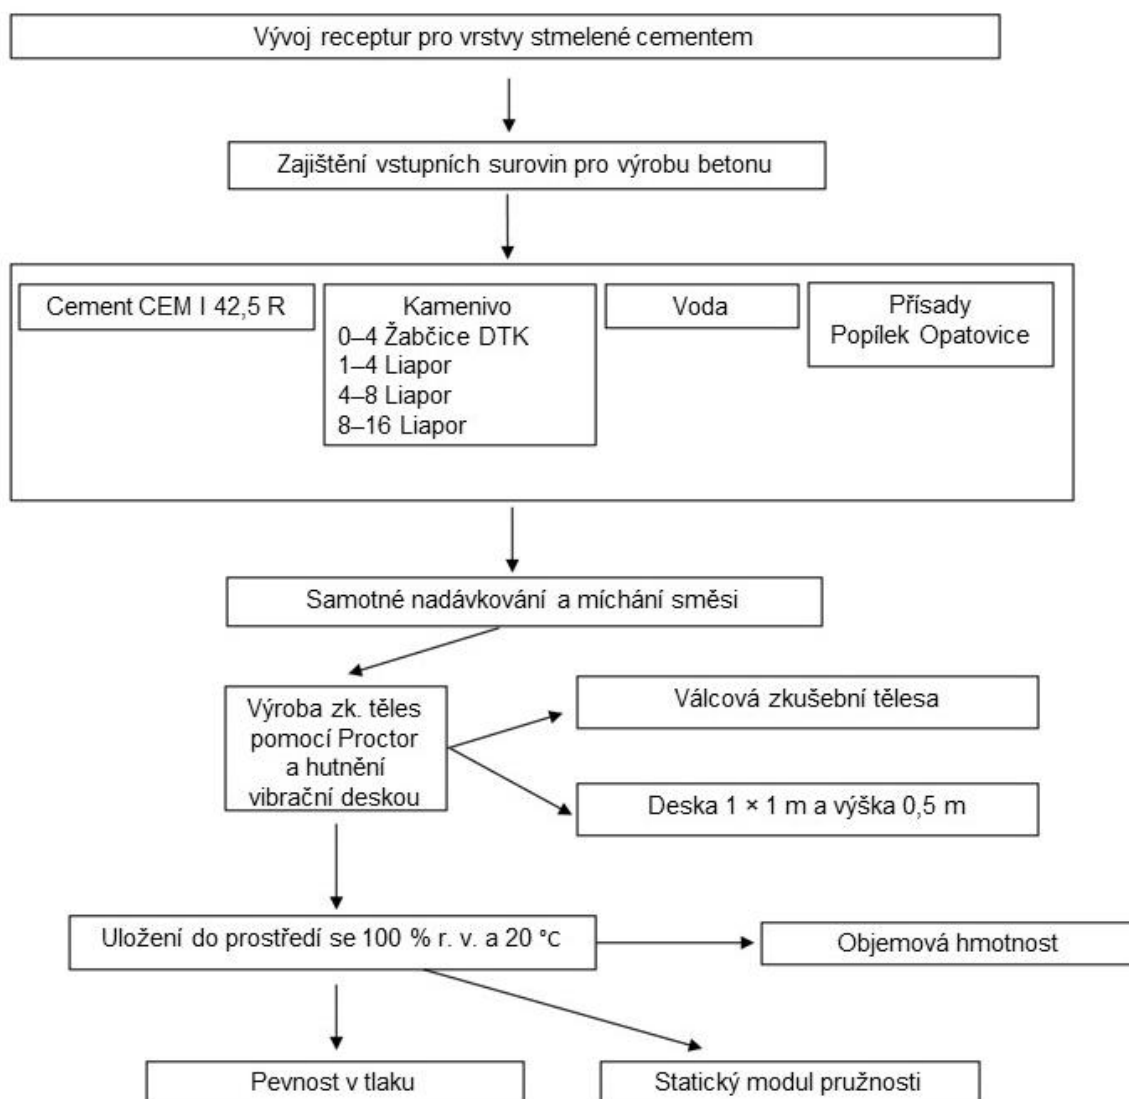 Vývoj receptur pro vrstvy stmelené cementem
Zajištění vstupních surovin pro výrobu betonu
Cement CEM I 42,5 R
Kamenivo
0–4 Žabčice DTK
1–4 Liapor
4–8 Liapor
8–16 Liapor
Voda
Přísady
Popílek Opatovice
Samotné nadávkování a míchání směsi
Výroba zk. těles
pomocí Proctor
a hutnění
vibrační deskou
Válcová zkušební tělesa
Deska 1 × 1 m a výška 0,5 m
Uložení do prostředí se 100 % r. v. a 20 °C
Objemová hmotnost
Pevnost v tlaku
Statický modul pružnosti